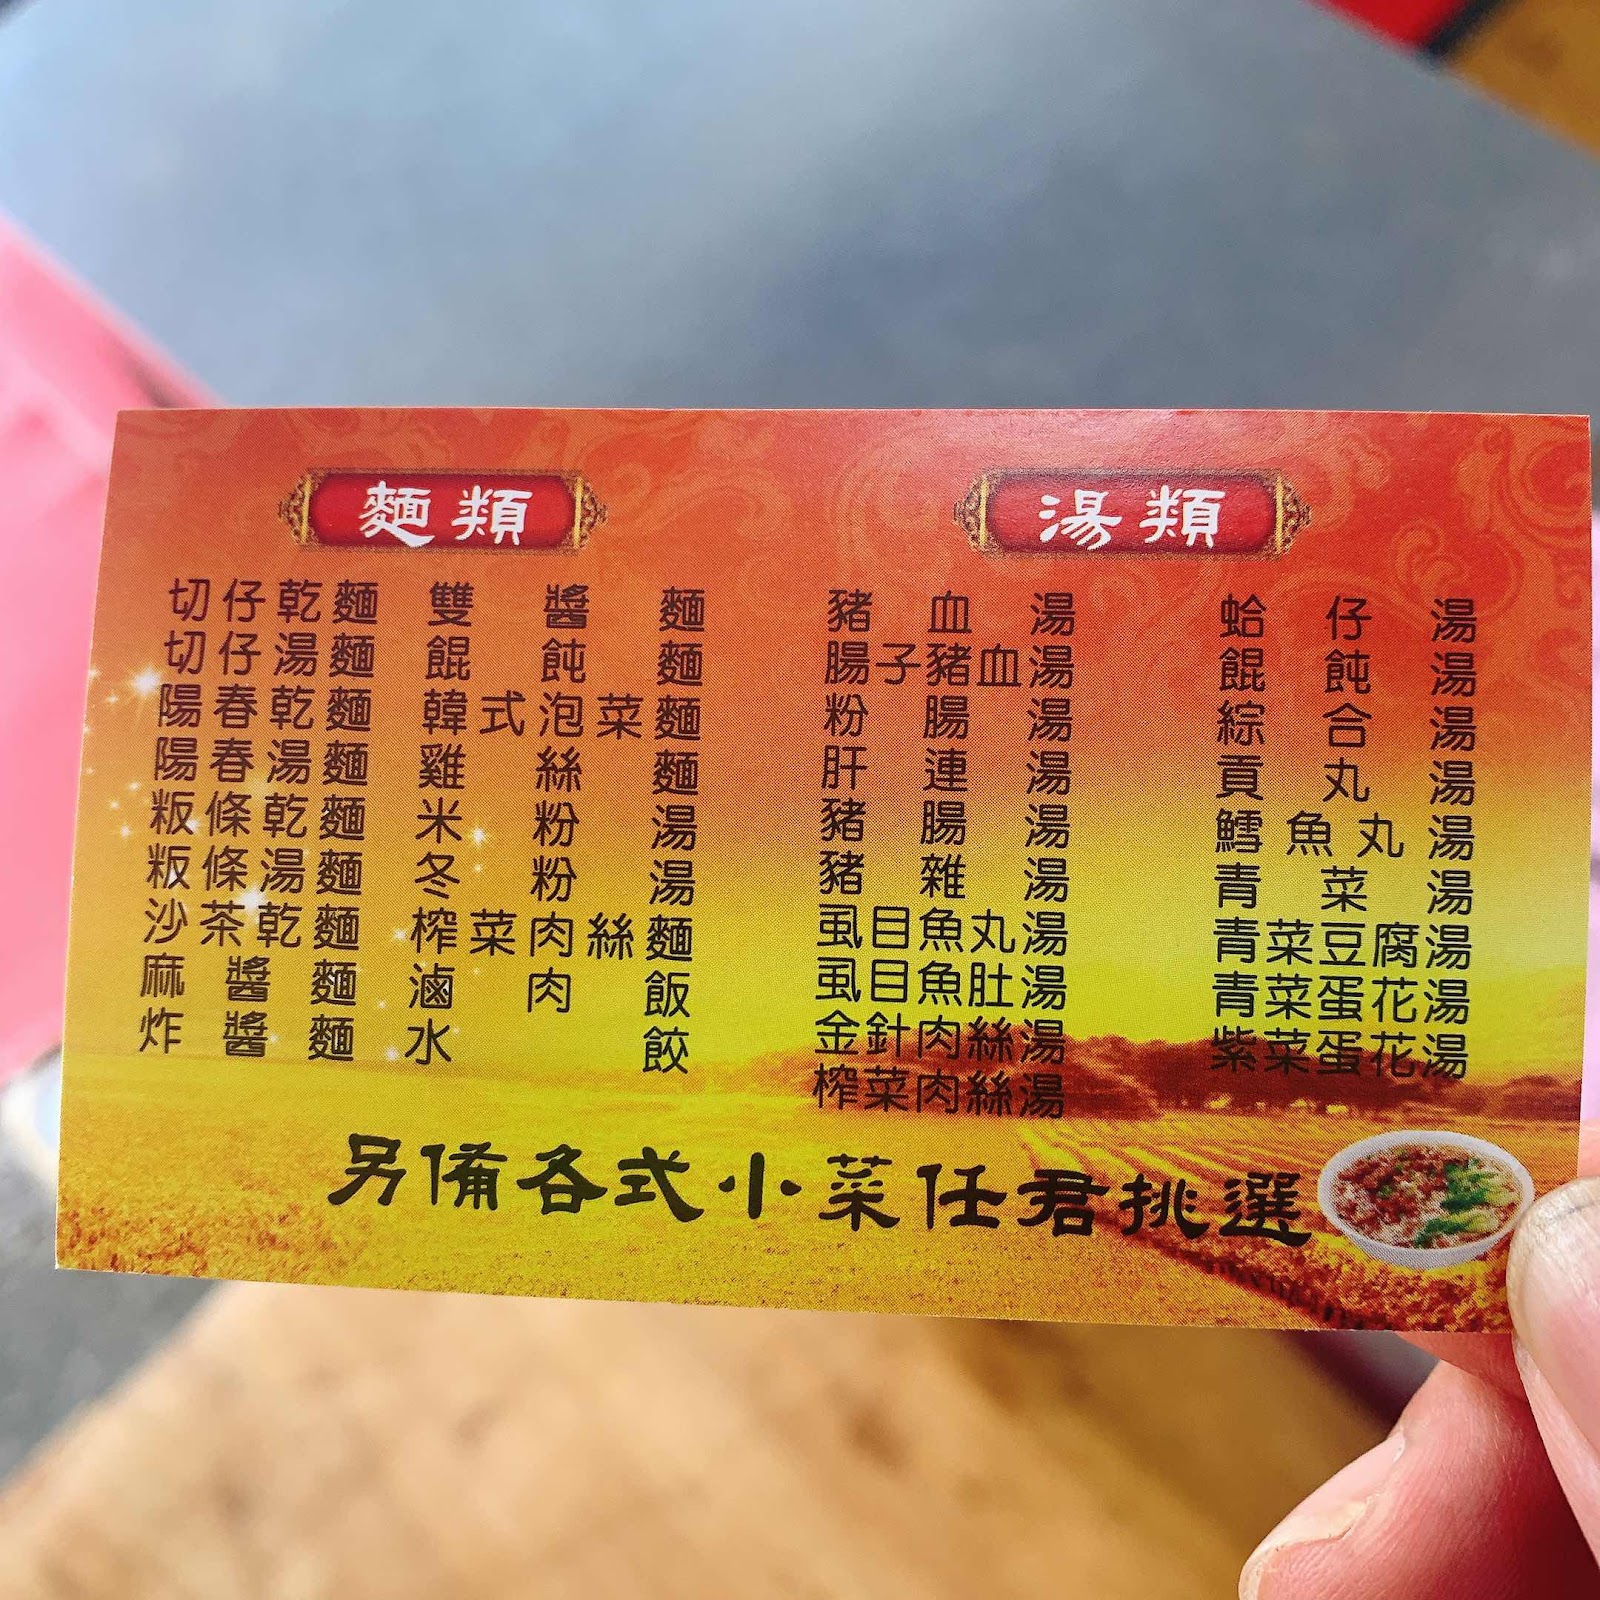 麵類
切仔乾麵
切仔湯麵
陽春乾麵
陽春湯麵
粄條乾麵
粄條湯麵
沙茶乾麵
麻醬麵
炸醬麵
雙醬麵
餛飩麵
韓式泡菜麵
雞絲麵
米粉湯
冬粉湯
榨菜肉絲麵
滷肉飯
水餃
湯類
豬血湯
腸子豬血湯
粉腸湯
肝連湯
豬腸湯
豬雜湯
虱目魚丸湯
虱目魚肚湯
金針肉絲湯
榨菜肉絲湯
蛤仔湯
餛飩湯
綜合湯
貢丸湯
鱈魚丸湯
青菜湯
青菜豆腐湯
青菜蛋花湯
紫菜蛋花湯
另備各式小菜任君挑選